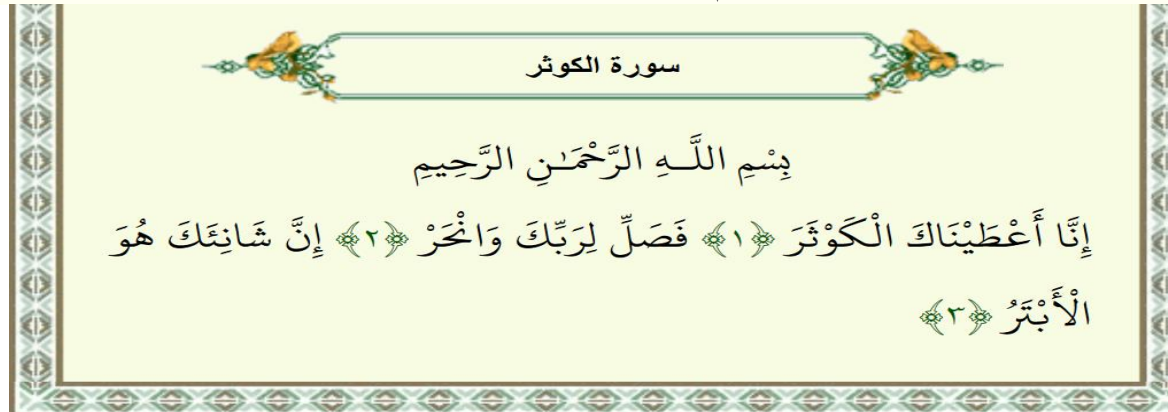 سورة الكوثر
بِسْمِ اللَّـهِ الرَّحْمَـٰنِ الرَّحِيمِ
إِنَّا أَعْطَيْنَاكَ الْكَوْثَرَ ﴿١﴾ فَصَلِّ لِرَبِّكَ وَانْحَرْ ﴿٢﴾ إِنَّ شَانِئَكَ هُوَ
الْأَبْتَرُ ﴿٣﴾